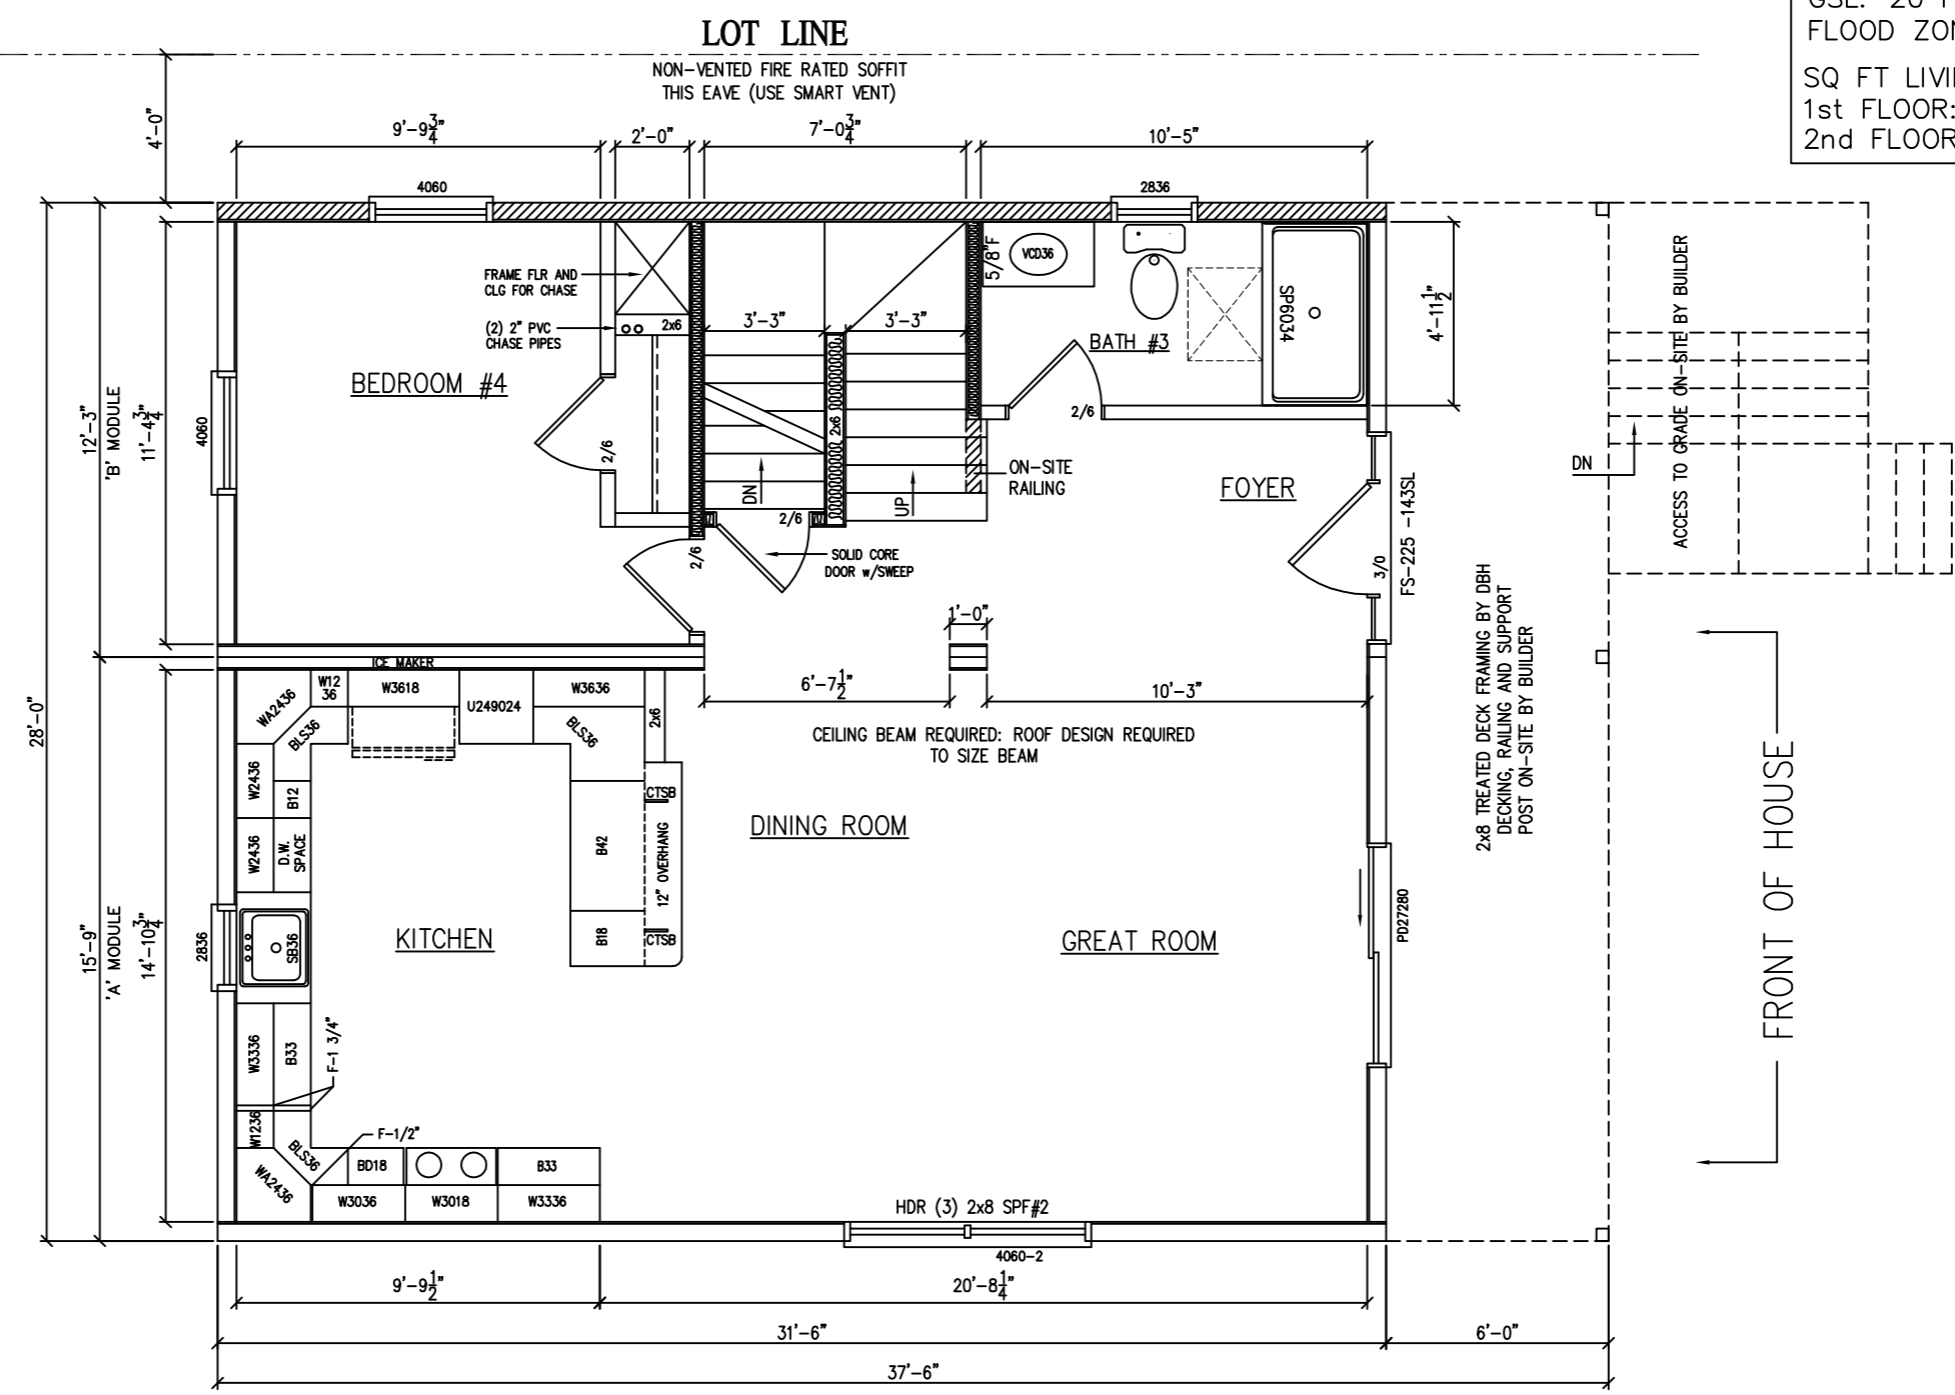 GSE: 20
FLOOD ZON
SQ FT LIVI
1st FLOOR:
2nd FLOOR
LOT LINE
NON-VENTED FIRE RATED SOFFIT
THIS EAVE (USE SMART VENT)
4'-0"
9'-9 3/4"
2'-0"
7'-0 3/4"
10'-5"
4060
2836
FRAME FLR AND
CLG FOR CHASE
(2) 2" PVC
CHASE PIPES
2x6
3'-3"
3'-3"
5/8"F
VCD36
SP6034
BATH #3
4'-11 1/2"
BEDROOM #4
4060
12'-3"
'B' MODULE
11'-4 3/4"
2/6
2x6
DN
UP
2/6
2/6
ON-SITE
RAILING
FOYER
2/6
SOLID CORE
DOOR w/SWEEP
3/0
FS-225 -143SL
DN
ACCESS TO GRADE ON-SITE BY BUILDER
1'-0"
28'-0"
ICE MAKER
6'-7 1/2"
10'-3"
WA2436
W12
36
W3618
U249024
W3636
BLS36
BLS36
2x6
CEILING BEAM REQUIRED: ROOF DESIGN REQUIRED
TO SIZE BEAM
2x8 TREATED DECK FRAMING BY DBH
DECKING, RAILING AND SUPPORT
POST ON-SITE BY BUILDER
W2436
B12
CTSB
DINING ROOM
W2436
D.W.
SPACE
B42
12" OVERHANG
FRONT OF HOUSE
15'-9"
'A' MODULE
14'-10 3/4"
2836
SB36
KITCHEN
B18
CTSB
GREAT ROOM
PD27280
W3336
B33
F-1 3/4"
W1236
BLS36
F-1/2"
WA2436
BD18
B33
W3036
W3018
W3336
HDR (3) 2x8 SPF#2
4060-2
9'-9 1/2"
20'-8 1/4"
31'-6"
6'-0"
37'-6"